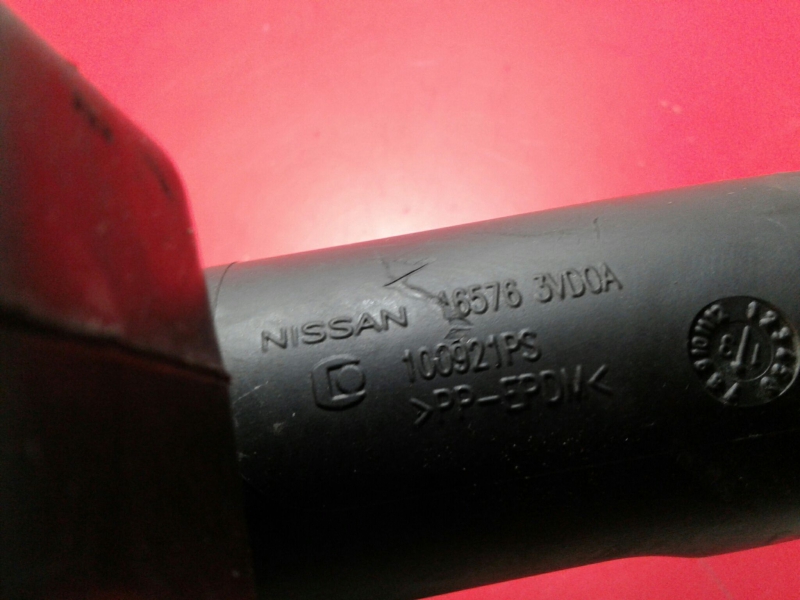 NISSAN 16576 3VD0A
100921PS
>PP-EPDM<